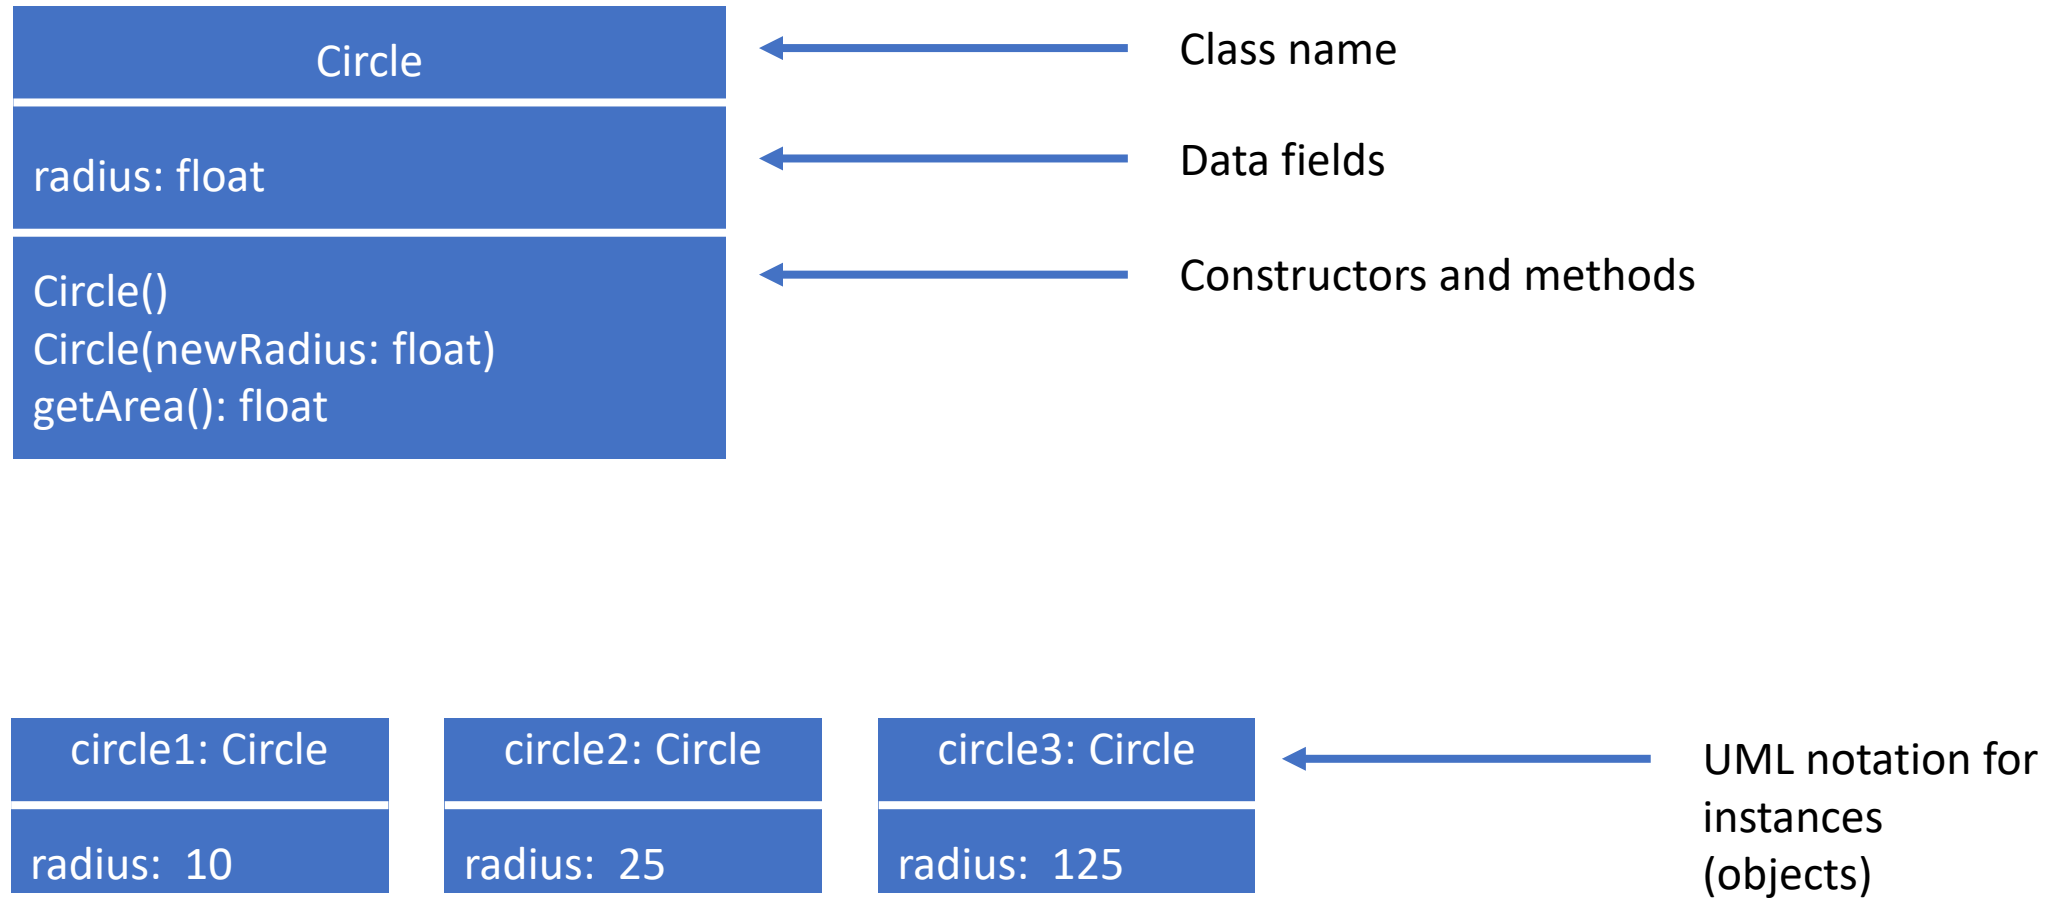 Circle
Class name
radius: float
Data fields
Circle()
Circle(newRadius: float)
getArea(): float
Constructors and methods
circle1: Circle
radius:  10
circle2: Circle
radius:  25
circle3: Circle
radius:  125
UML notation for
instances
(objects)